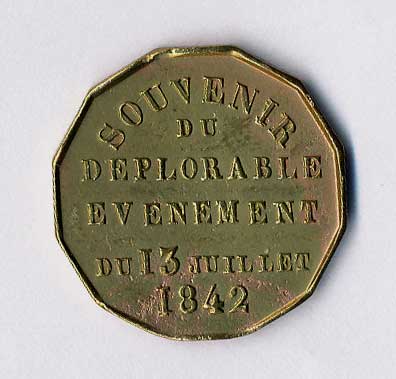 SOUVENIR
DU
DEPLORABLE
EVENEMENT
DU 13 JUILLET
1842